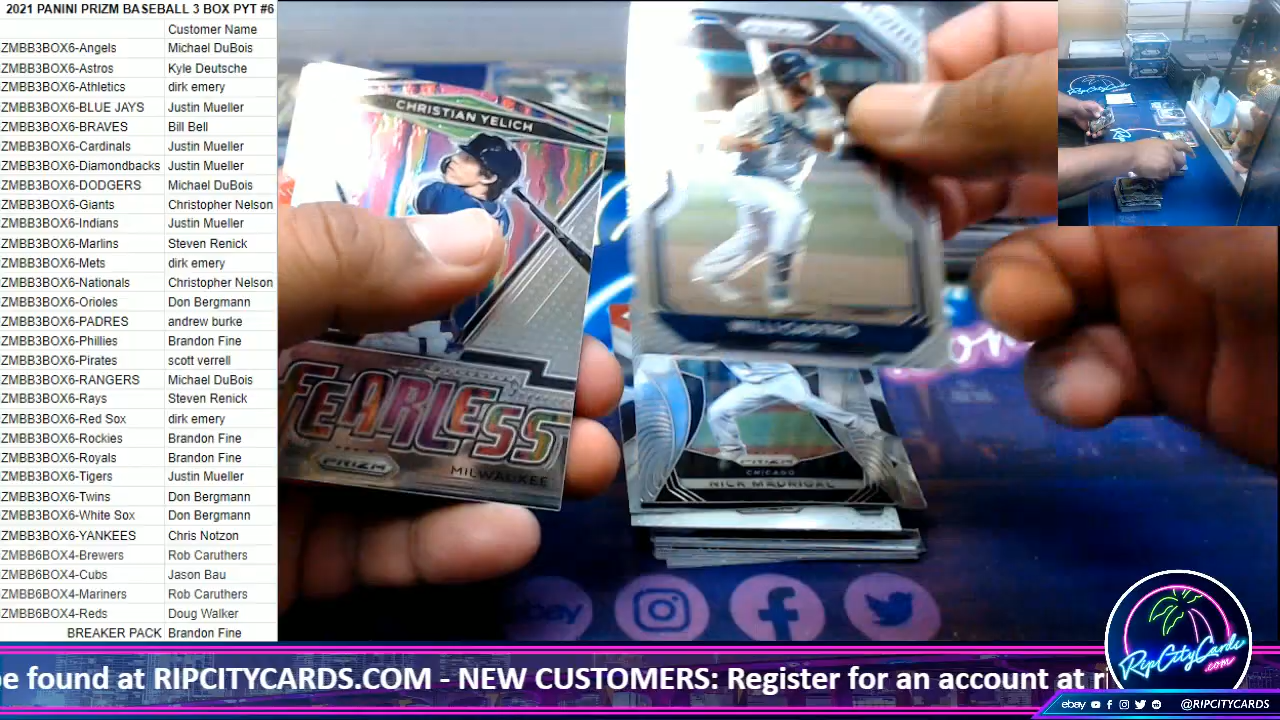 2021 PANINI PRIZM BASEBALL 3 BOX PYT #6
Customer Name
ZMBB3BOX6-Angels Michael DuBois
ZMBB3BOX6-Astros Kyle Deutsche
ZMBB3BOX6-Athletics dirk emery
ZMBB3BOX6-BLUE JAYS Justin Mueller
ZMBB3BOX6-BRAVES Bill Bell
ZMBB3BOX6-Cardinals Justin Mueller
ZMBB3BOX6-Diamondbacks Justin Mueller
ZMBB3BOX6-DODGERS Michael DuBois
ZMBB3BOX6-Giants Christopher Nelson
ZMBB3BOX6-Indians Justin Mueller
ZMBB3BOX6-Marlins Steven Renick
ZMBB3BOX6-Mets dirk emery
ZMBB3BOX6-Nationals Christopher Nelson
ZMBB3BOX6-Orioles Don Bergmann
ZMBB3BOX6-PADRES andrew burke
ZMBB3BOX6-Phillies Brandon Fine
ZMBB3BOX6-Pirates scott verrell
ZMBB3BOX6-RANGERS Michael DuBois
ZMBB3BOX6-Rays Steven Renick
ZMBB3BOX6-Red Sox dirk emery
ZMBB3BOX6-Rockies Brandon Fine
ZMBB3BOX6-Royals Brandon Fine
ZMBB3BOX6-Tigers Justin Mueller
ZMBB3BOX6-Twins Don Bergmann
ZMBB3BOX6-White Sox Don Bergmann
ZMBB3BOX6-YANKEES Chris Notzon
ZMBB6BOX4-Brewers Rob Caruthers
ZMBB6BOX4-Cubs Jason Bau
ZMBB6BOX4-Mariners Rob Caruthers
ZMBB6BOX4-Reds Doug Walker
BREAKER PACK Brandon Fine
CHRISTIAN YELICH
FEARLESS
PRIZM
MILWAUKEE
WILLI CASTRO
PRIZM
CHICAGO
NICK MADRIGAL
ebay
e found at RIPCITYCARDS.COM - NEW CUSTOMERS: Register for an account at r
RipCityCards
.com
ebay @RIPCITYCARDS